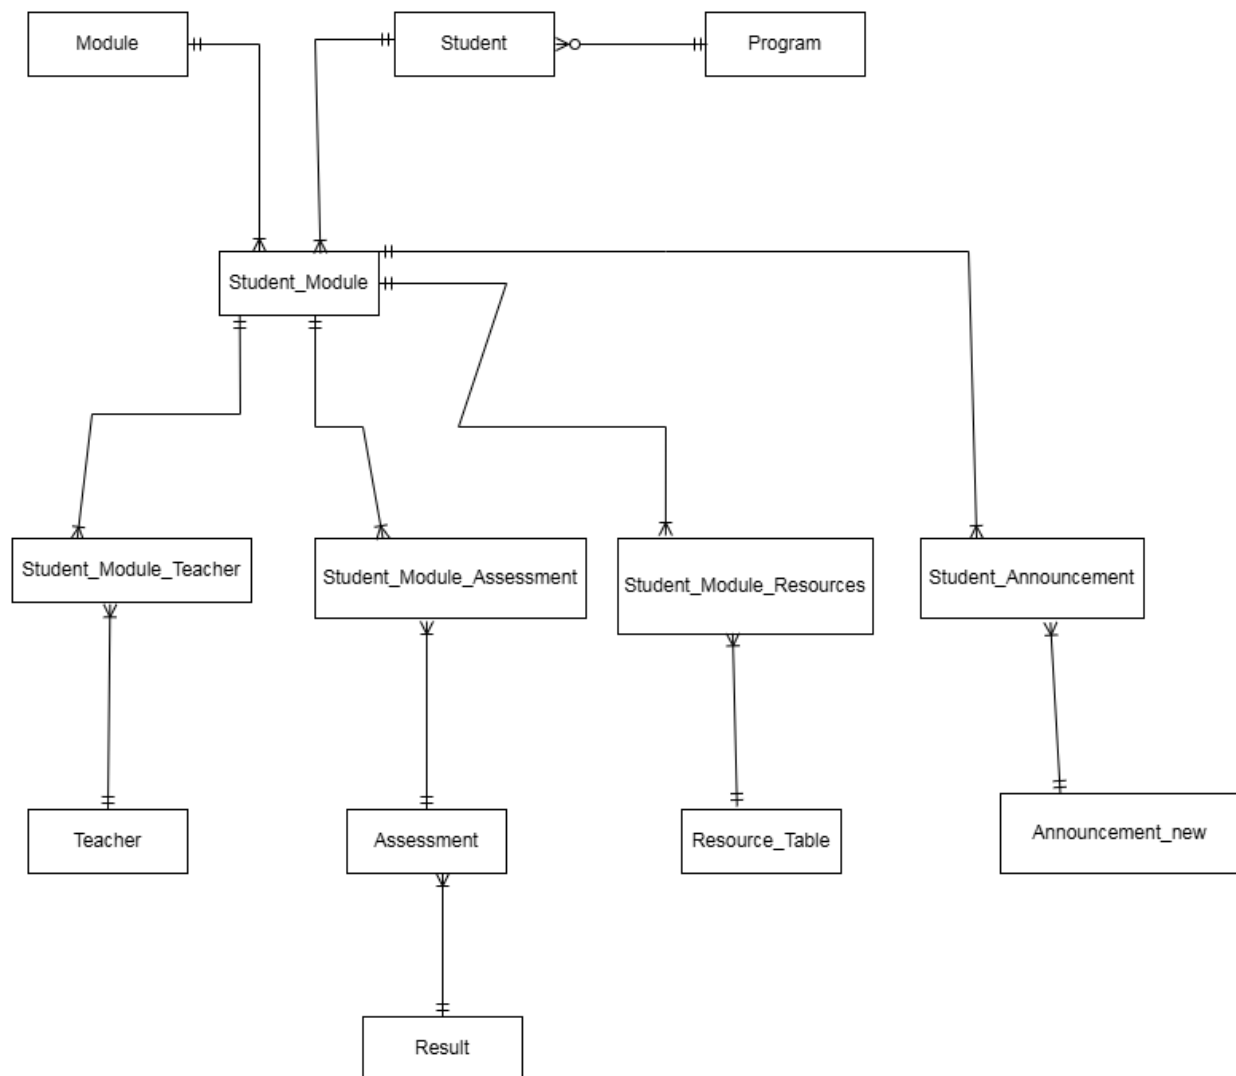 Module
Student
Program
Student_Module
Student_Module_Teacher
Student_Module_Assessment
Student_Module_Resources
Student_Announcement
Teacher
Assessment
Resource_Table
Announcement_new
Result